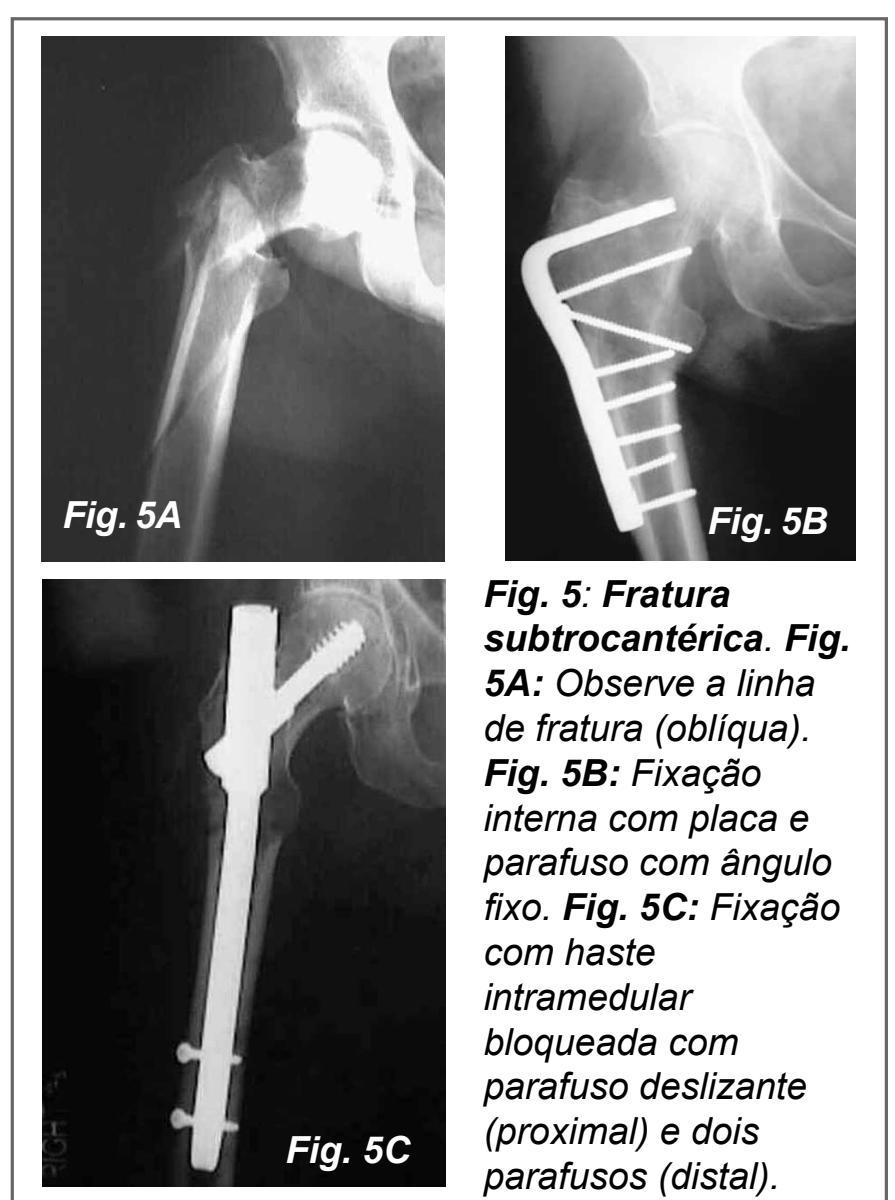 Fig. 5A
Fig. 5B
Fig. 5: Fratura
subtrocantérica. Fig.
5A: Observe a linha
de fratura (oblíqua).
Fig. 5B: Fixação
interna com placa e
parafuso com ângulo
fixo. Fig. 5C: Fixação
com haste
intramedular
bloqueada com
parafuso deslizante
(proximal) e dois
parafusos (distal).
RIGHT
Fig. 5C